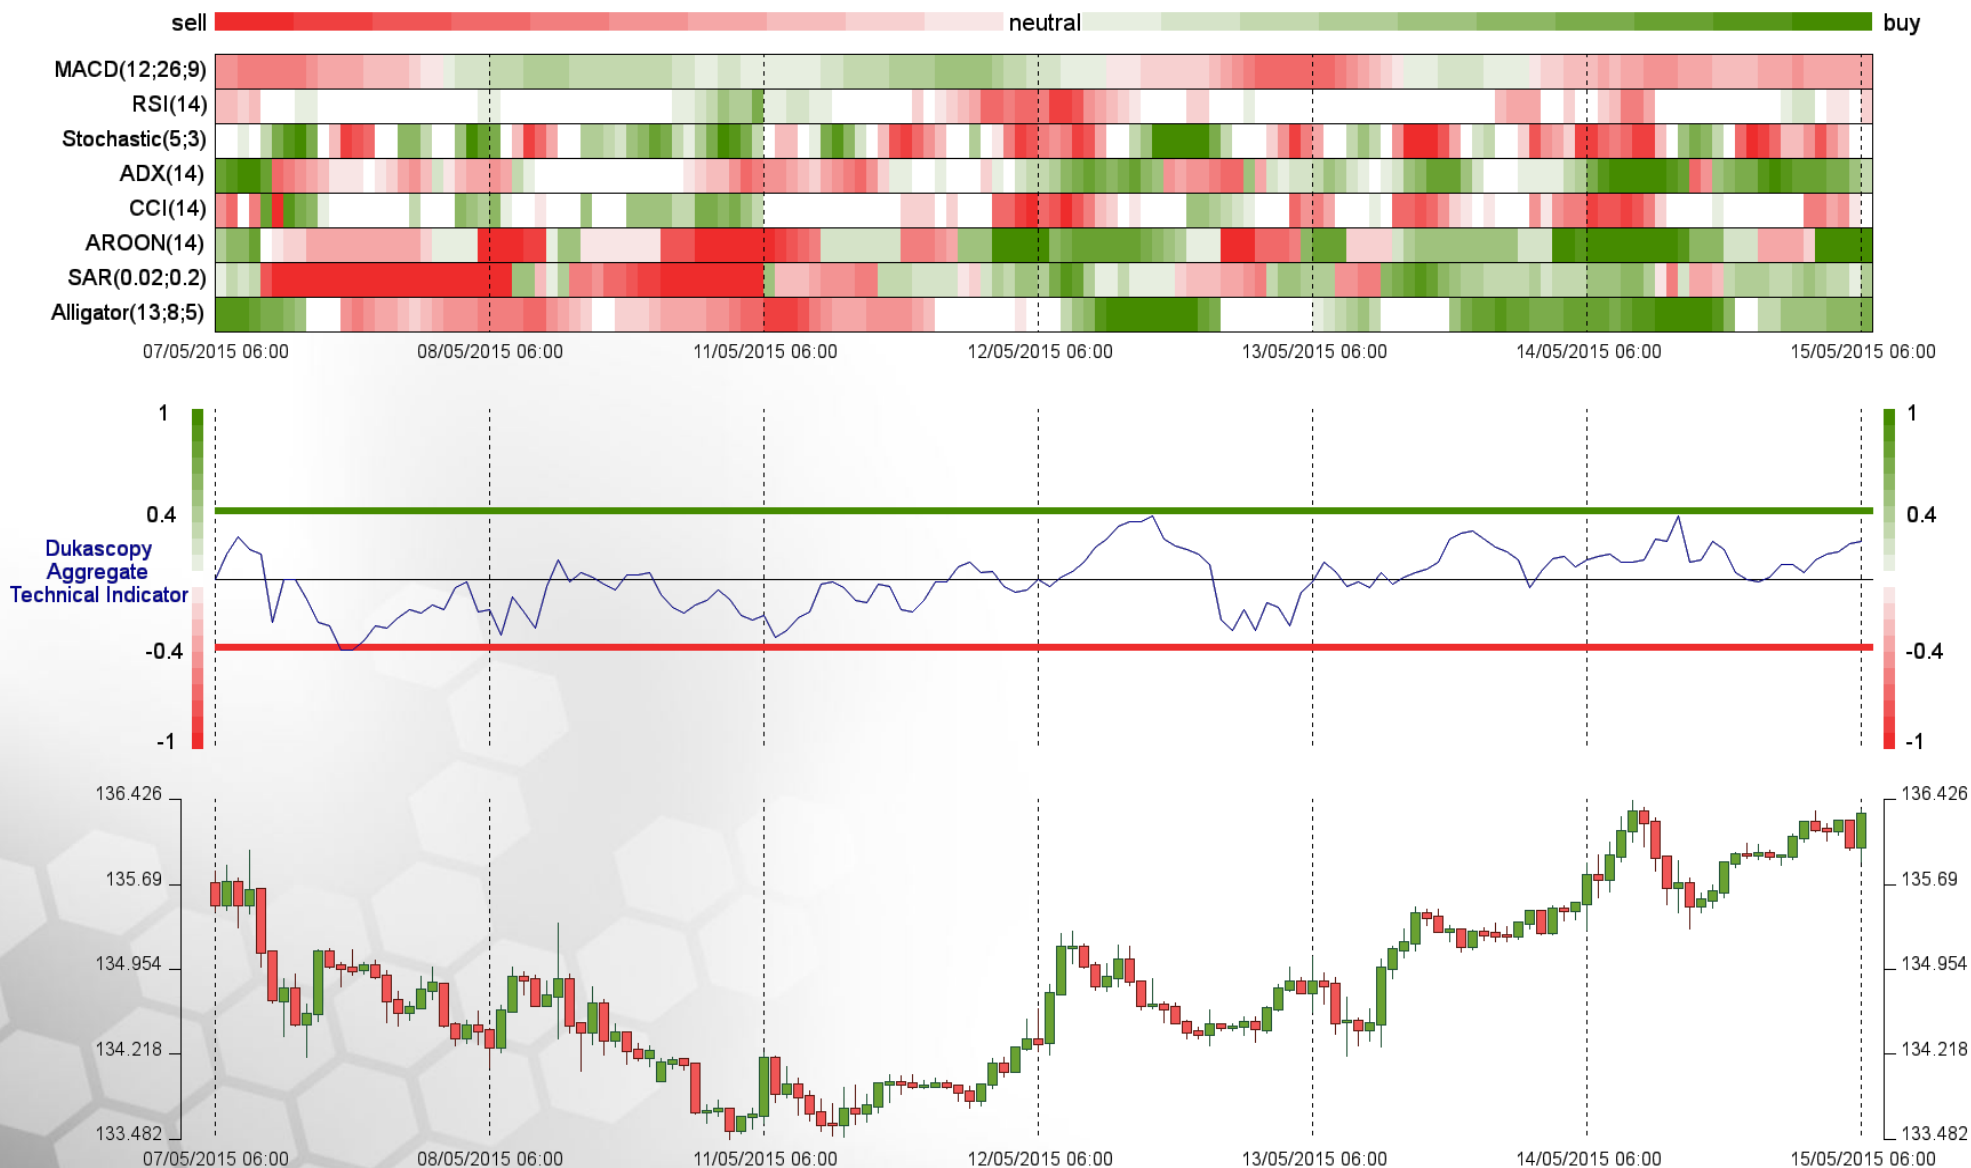 sell neutral buy
MACD(12;26;9)
RSI(14)
Stochastic(5;3)
ADX(14)
CCI(14)
AROON(14)
SAR(0.02;0.2)
Alligator(13;8;5)
07/05/2015 06:00 08/05/2015 06:00 11/05/2015 06:00 12/05/2015 06:00 13/05/2015 06:00 14/05/2015 06:00 15/05/2015 06:00
1 1
0.4 0.4
Dukascopy
Aggregate
Technical Indicator
-0.4 -0.4
-1 -1
136.426 136.426
135.69 135.69
134.954 134.954
134.218 134.218
133.482 133.482
07/05/2015 06:00 08/05/2015 06:00 11/05/2015 06:00 12/05/2015 06:00 13/05/2015 06:00 14/05/2015 06:00 15/05/2015 06:00